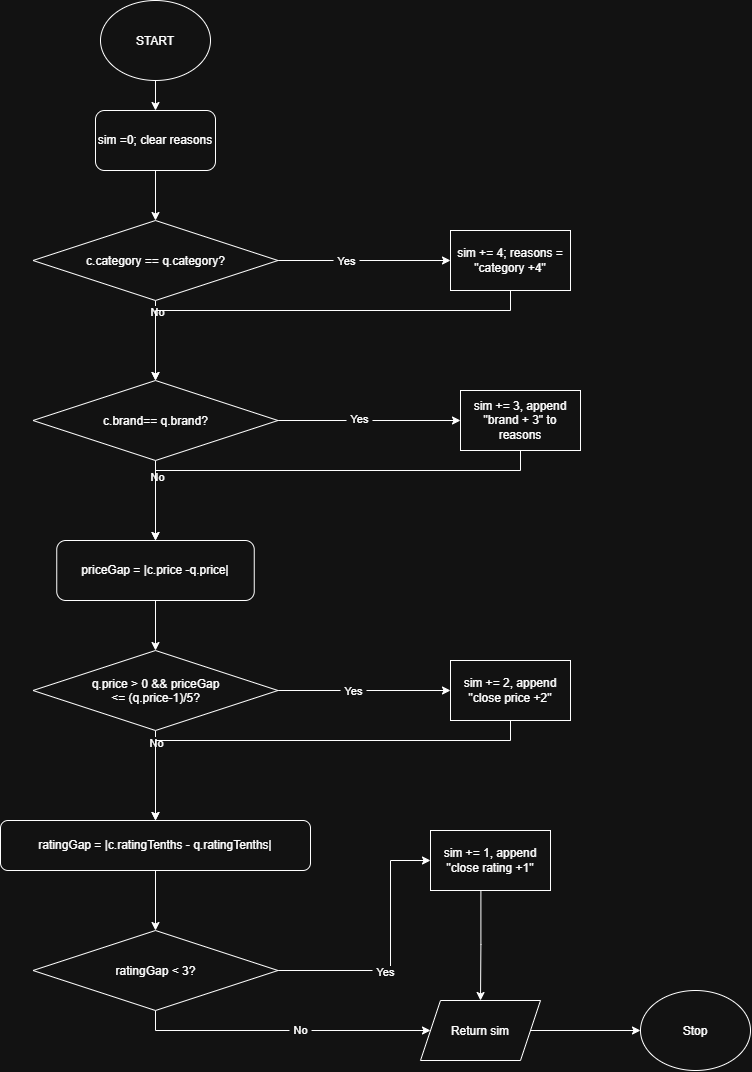 START
sim =0; clear reasons
c.category == q.category?
Yes
sim += 4; reasons =
"category +4"
No
c.brand== q.brand?
Yes
sim += 3, append
"brand + 3" to
reasons
No
priceGap = |c.price -q.price|
q.price > 0 && priceGap
<= (q.price-1)/5?
Yes
sim += 2, append
"close price +2"
No
ratingGap = |c.ratingTenths - q.ratingTenths|
sim += 1, append
"close rating +1"
ratingGap < 3?
Yes
No
Return sim
Stop